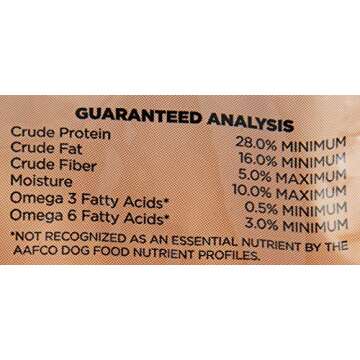 GUARANTEED ANALYSIS
Crude Protein 28.0% MINIMUM
Crude Fat 16.0% MINIMUM
Crude Fiber 5.0% MAXIMUM
Moisture 10.0% MAXIMUM
Omega 3 Fatty Acids* 0.5% MINIMUM
Omega 6 Fatty Acids* 3.0% MINIMUM
*NOT RECOGNIZED AS AN ESSENTIAL NUTRIENT BY THE
AAFCO DOG FOOD NUTRIENT PROFILES.